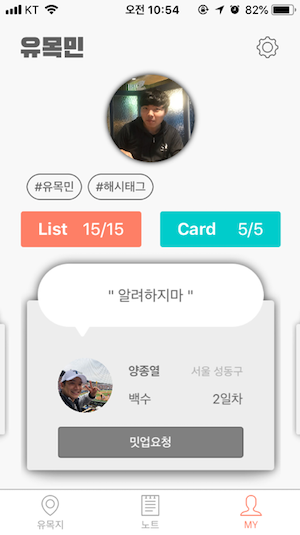 KT 오전 10:54 82%
유목민
#유목민 #해시태그
List 15/15 Card 5/5
" 알려하지마 "
양종열 서울 성동구
백수 2일차
밋업요청
유목지 노트 MY